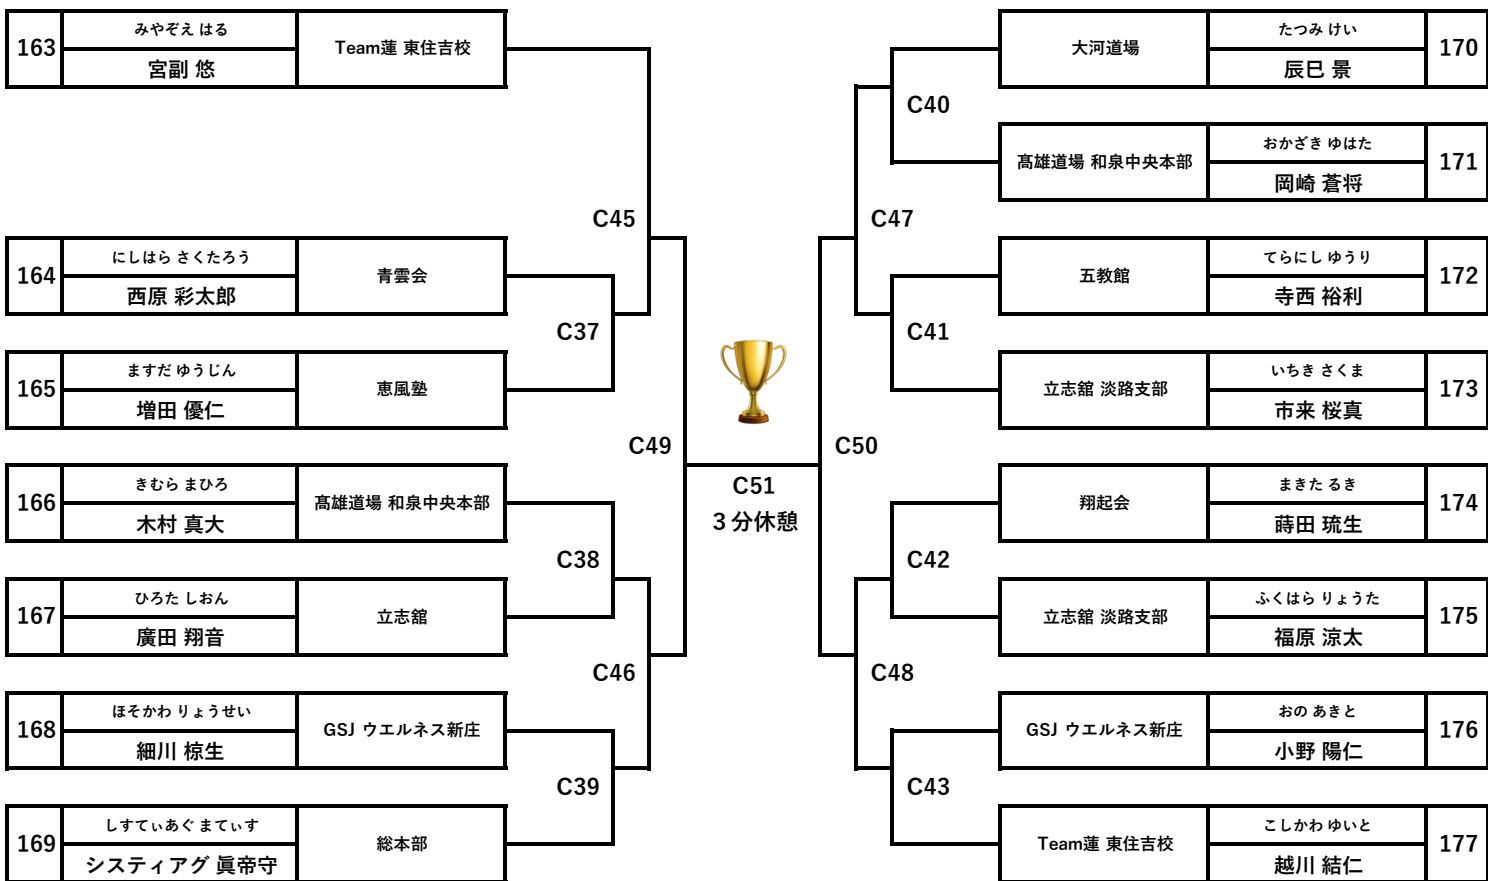 163
みやぞえ はる
宮副 悠
Team蓮 東住吉校
164
にしはら さくたろう
西原 彩太郎
青雲会
165
ますだ ゆうじん
増田 優仁
恵風塾
166
きむら まひろ
木村 真大
髙雄道場 和泉中央本部
167
ひろた しおん
廣田 翔音
立志舘
168
ほそかわ りょうせい
細川 椋生
GSJ ウエルネス新庄
169
しすてぃあぐ まてぃす
システィアグ 眞帝守
総本部
C45
C37
C38
C46
C39
C49
C51
３分休憩
C50
C40
C47
C41
C42
C48
C43
大河道場
たつみ けい
辰巳 景
170
髙雄道場 和泉中央本部
おかざき ゆはた
岡崎 蒼将
171
五教館
てらにし ゆうり
寺西 裕利
172
立志舘 淡路支部
いちき さくま
市来 桜真
173
翔起会
まきた るき
蒔田 琉生
174
立志舘 淡路支部
ふくはら りょうた
福原 涼太
175
GSJ ウエルネス新庄
おの あきと
小野 陽仁
176
Team蓮 東住吉校
こしかわ ゆいと
越川 結仁
177